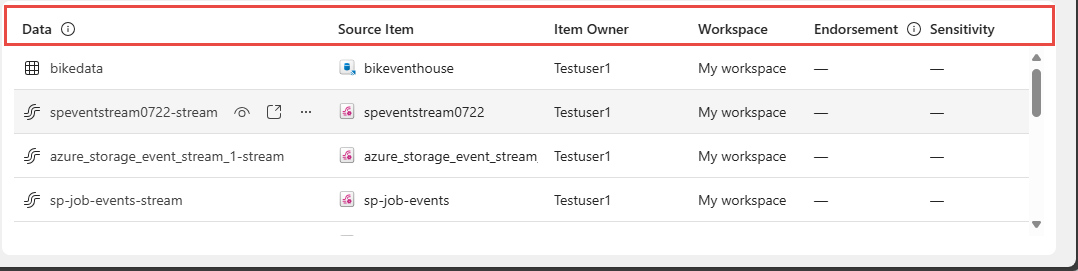 Data Source Item Item Owner Workspace Endorsement Sensitivity
bikedata bikeventhouse Testuser1 My workspace — —
speventstream0722-stream ... speventstream0722 Testuser1 My workspace — —
azure_storage_event_stream_1-stream azure_storage_event_stream_ Testuser1 My workspace — —
sp-job-events-stream sp-job-events Testuser1 My workspace — —